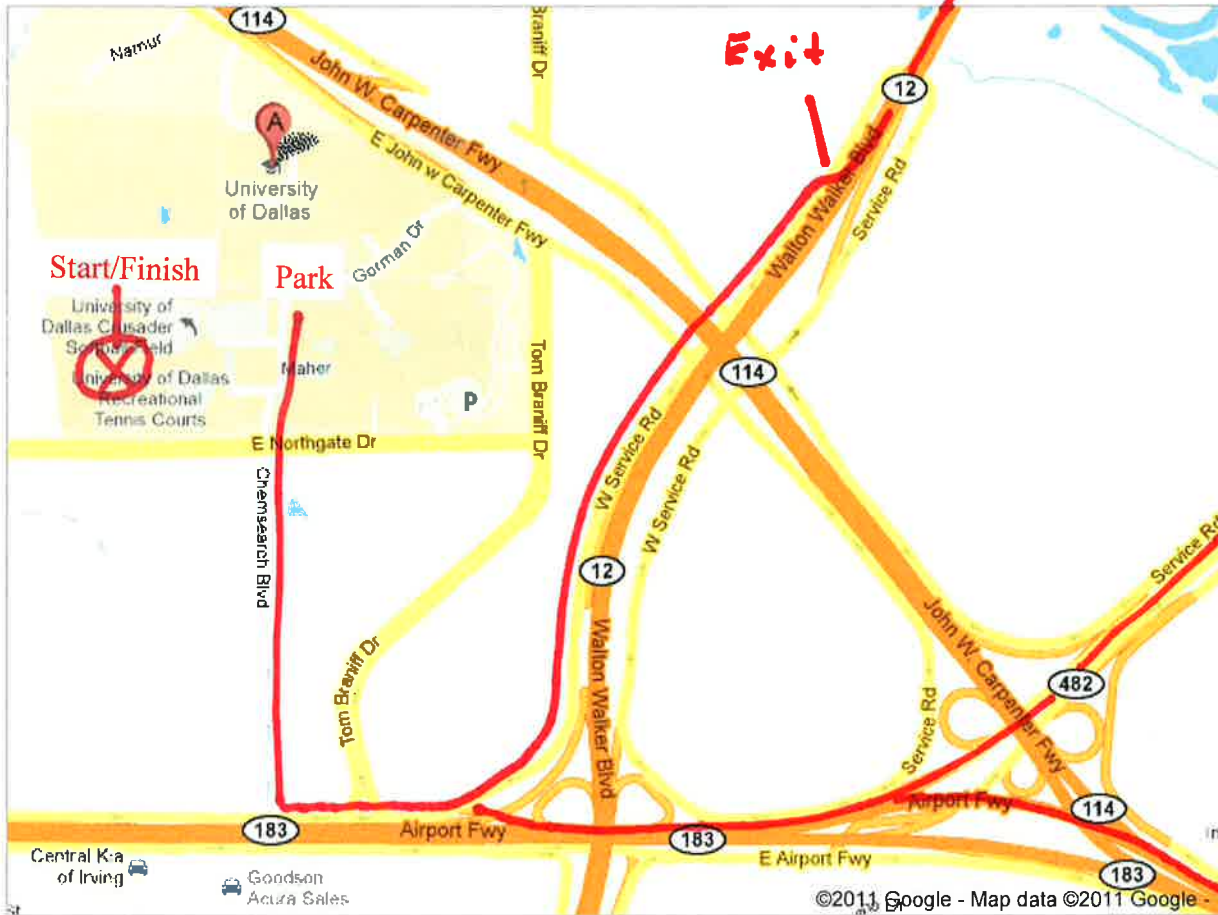 114
Namur
John W. Carpenter Fwy
Braniff Dr
Exit
12
A
University
of Dallas
E John w Carpenter Fwy
Walton Walker Blvd
Service Rd
Gorman Dr
Start/Finish
Park
University of
Dallas Crusader
Softball Field
Maher
University of Dallas
Recreational
Tennis Courts
P
Tom Braniff Dr
114
E Northgate Dr
W Service Rd
W Service Rd
Chemsearch Blvd
12
Service Rd
John W. Carpenter Fwy
Tom Braniff Dr
Walton Walker Blvd
482
Service Rd
Airport Fwy
114
183
Airport Fwy
183
E Airport Fwy
183
Central Kia
of Irving
Goodson
Acura Sales
©2011 Google - Map data ©2011 Google -